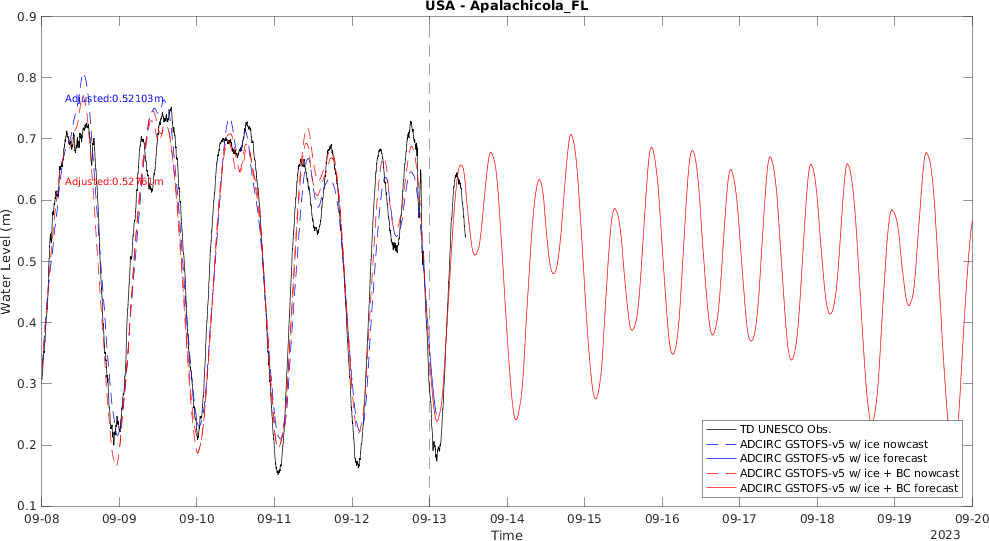 USA - Apalachicola_FL
0.9
0.8
0.7
0.6
0.5
0.4
0.3
0.2
0.1
Water Level (m)
Adjusted:0.52103m
TD UNESCO Obs.
ADCIRC GSTOFS-v5 w/ ice nowcast
ADCIRC GSTOFS-v5 w/ ice forecast
ADCIRC GSTOFS-v5 w/ ice + BC nowcast
ADCIRC GSTOFS-v5 w/ ice + BC forecast
09-08 09-09 09-10 09-11 09-12 09-13 09-14 09-15 09-16 09-17 09-18 09-19 09-20
Time
2023